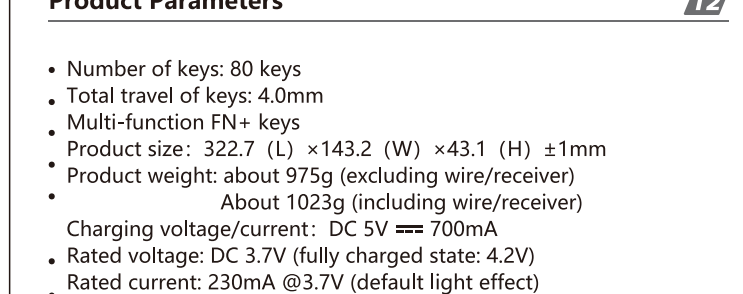 Product Parameters
12
• Number of keys: 80 keys
• Total travel of keys: 4.0mm
• Multi-function FN+ keys
Product size：322.7（L）×143.2（W）×43.1（H）±1mm
• Product weight: about 975g (excluding wire/receiver)
• About 1023g (including wire/receiver)
Charging voltage/current：DC 5V ⎓ 700mA
• Rated voltage: DC 3.7V (fully charged state: 4.2V)
• Rated current: 230mA @3.7V (default light effect)